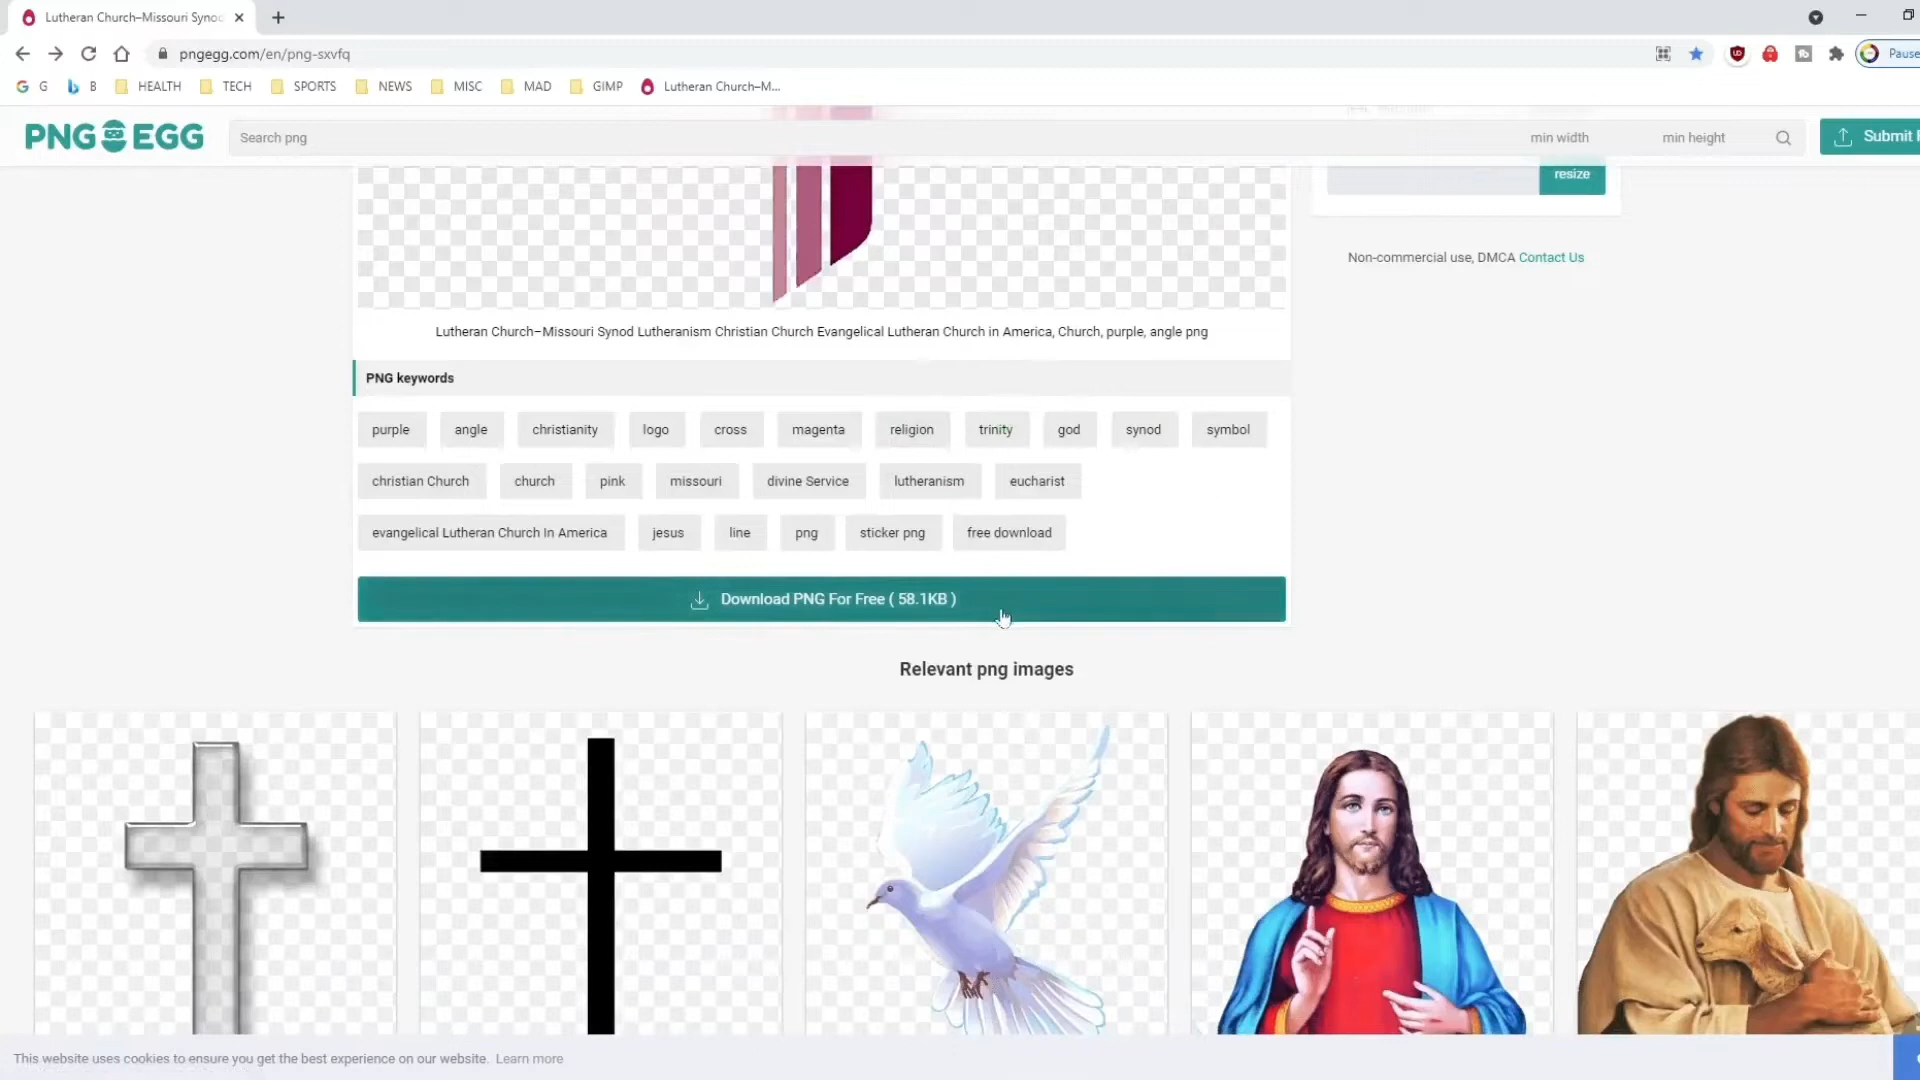 Lutheran Church–Missouri Synod
pngegg.com/en/png-sxvfq
Pause
G
B
HEALTH
TECH
SPORTS
NEWS
MISC
MAD
GIMP
Lutheran Church–M...
PNG EGG
Search png
min width
min height
Submit
resize
Non-commercial use, DMCA Contact Us
Lutheran Church–Missouri Synod Lutheranism Christian Church Evangelical Lutheran Church in America, Church, purple, angle png
PNG keywords
purple
angle
christianity
logo
cross
magenta
religion
trinity
god
synod
symbol
christian Church
church
pink
missouri
divine Service
lutheranism
eucharist
evangelical Lutheran Church In America
jesus
line
png
sticker png
free download
Download PNG For Free ( 58.1KB )
Relevant png images
This website uses cookies to ensure you get the best experience on our website. Learn more